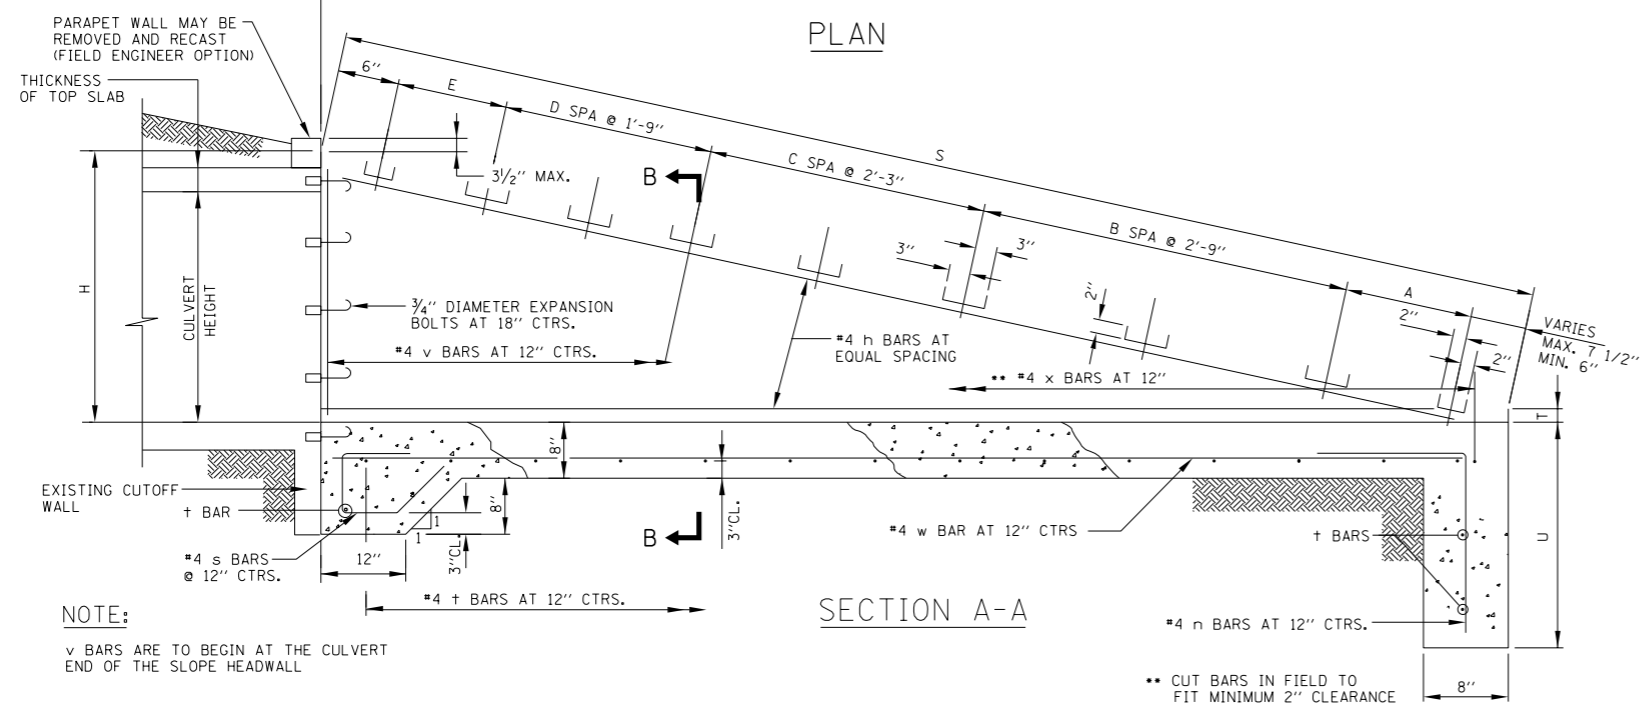 PLAN
PARAPET WALL MAY BE
REMOVED AND RECAST
(FIELD ENGINEER OPTION)
THICKNESS
OF TOP SLAB
6"
E
D SPA @ 1'-9"
S
C SPA @ 2'-3"
B SPA @ 2'-9"
A
3 1/2" MAX.
B
3"
3"
2"
2"
2"
VARIES
MAX. 7 1/2"
MIN. 6"
H
CULVERT
HEIGHT
3/4" DIAMETER EXPANSION
BOLTS AT 18" CTRS.
#4 v BARS AT 12" CTRS.
#4 h BARS AT
EQUAL SPACING
** #4 x BARS AT 12"
T
8"
EXISTING CUTOFF
WALL
t BAR
8"
1
1
3"CL.
B
3"CL.
#4 w BAR AT 12" CTRS
t BARS
U
#4 s BARS
@ 12" CTRS.
12"
#4 t BARS AT 12" CTRS.
SECTION A-A
#4 n BARS AT 12" CTRS.
NOTE:
v BARS ARE TO BEGIN AT THE CULVERT
END OF THE SLOPE HEADWALL
** CUT BARS IN FIELD TO
FIT MINIMUM 2" CLEARANCE
8"